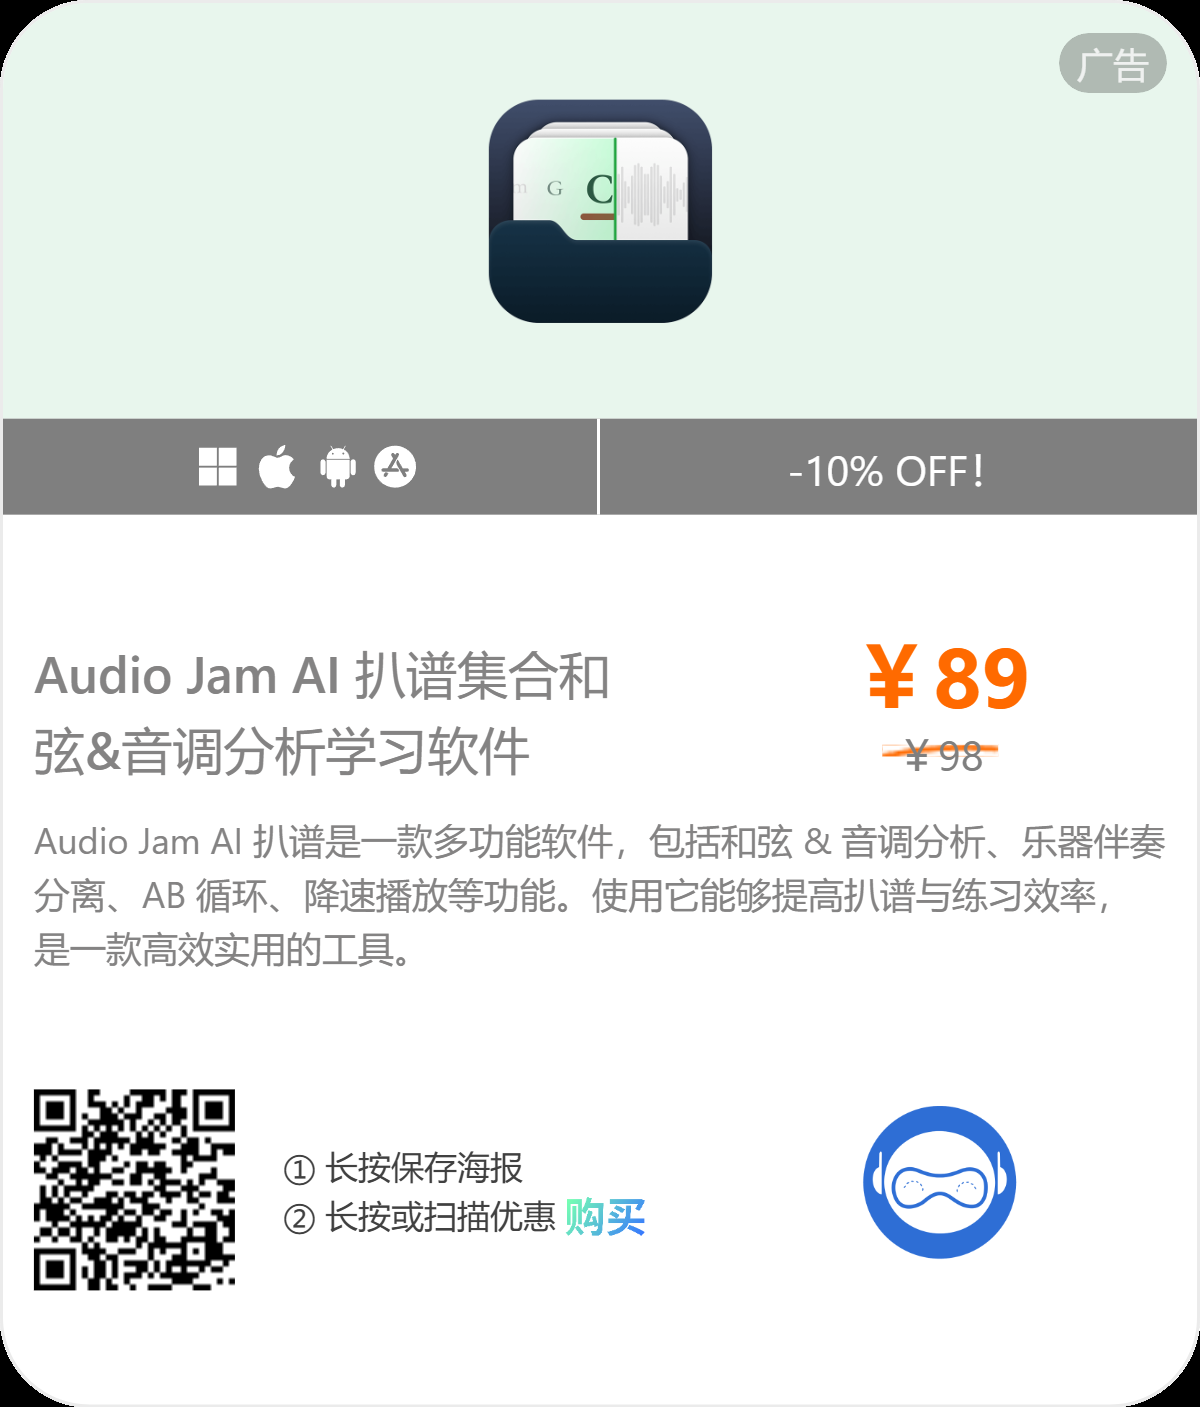 广告
m G C
-10% OFF!
Audio Jam AI 扒谱集合和
弦&音调分析学习软件
¥ 89
¥ 98
Audio Jam AI 扒谱是一款多功能软件，包括和弦 & 音调分析、乐器伴奏
分离、AB 循环、降速播放等功能。使用它能够提高扒谱与练习效率，
是一款高效实用的工具。
① 长按保存海报
② 长按或扫描优惠 购买